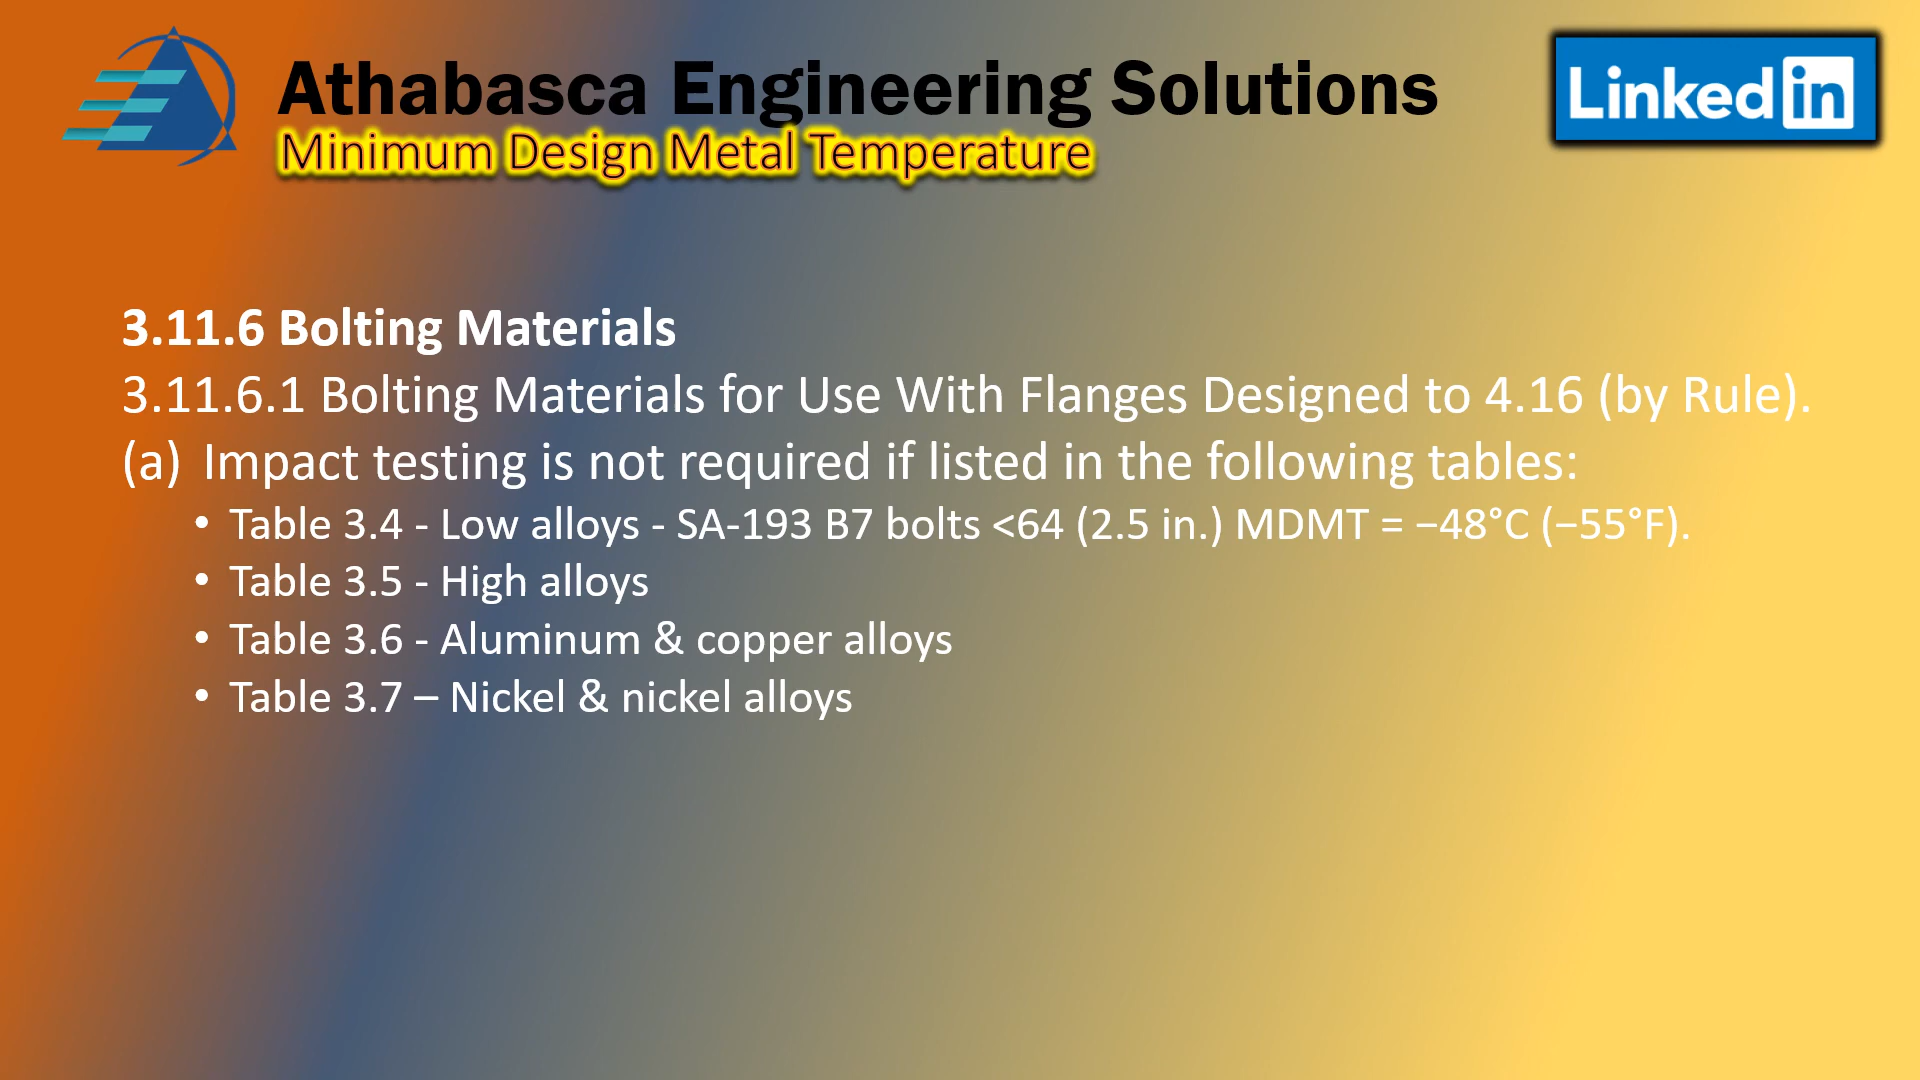 Athabasca Engineering Solutions
Minimum Design Metal Temperature
Linked in
3.11.6 Bolting Materials
3.11.6.1 Bolting Materials for Use With Flanges Designed to 4.16 (by Rule).
(a) Impact testing is not required if listed in the following tables:
• Table 3.4 - Low alloys - SA-193 B7 bolts <64 (2.5 in.) MDMT = −48°C (−55°F).
• Table 3.5 - High alloys
• Table 3.6 - Aluminum & copper alloys
• Table 3.7 – Nickel & nickel alloys